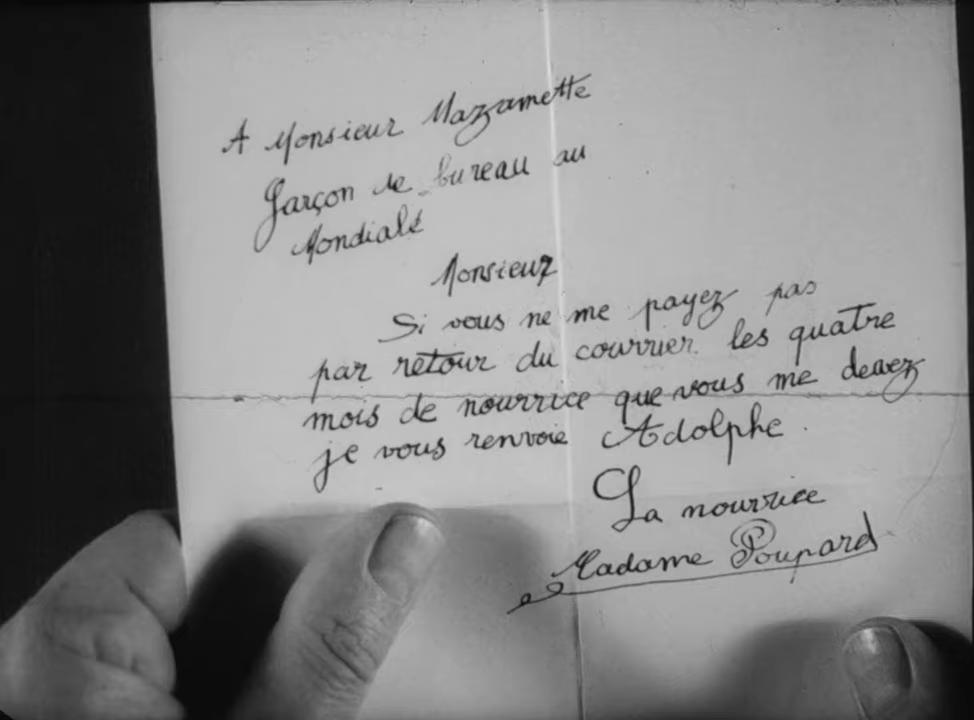 A Monsieur Mazzamette
Garçon de bureau au
Mondial
Monsieur
Si vous ne me payez pas
par retour du courrier les quatre
mois de nourrice que vous me devez
je vous renvoie Adolphe.
La nourrice
Madame Poupard